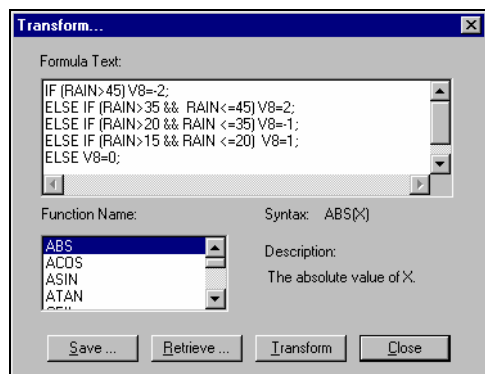 Transform...
Formula Text:
IF (RAIN>45) V8=-2;
ELSE IF (RAIN>35 && RAIN<=45) V8=2;
ELSE IF (RAIN>20 && RAIN <=35) V8=-1;
ELSE IF (RAIN>15 && RAIN <=20) V8=1;
ELSE V8=0;
Function Name:
Syntax: ABS(X)
ABS
ACOS
ASIN
ATAN
Description:
The absolute value of X.
Save ...
Retrieve ...
Transform
Close